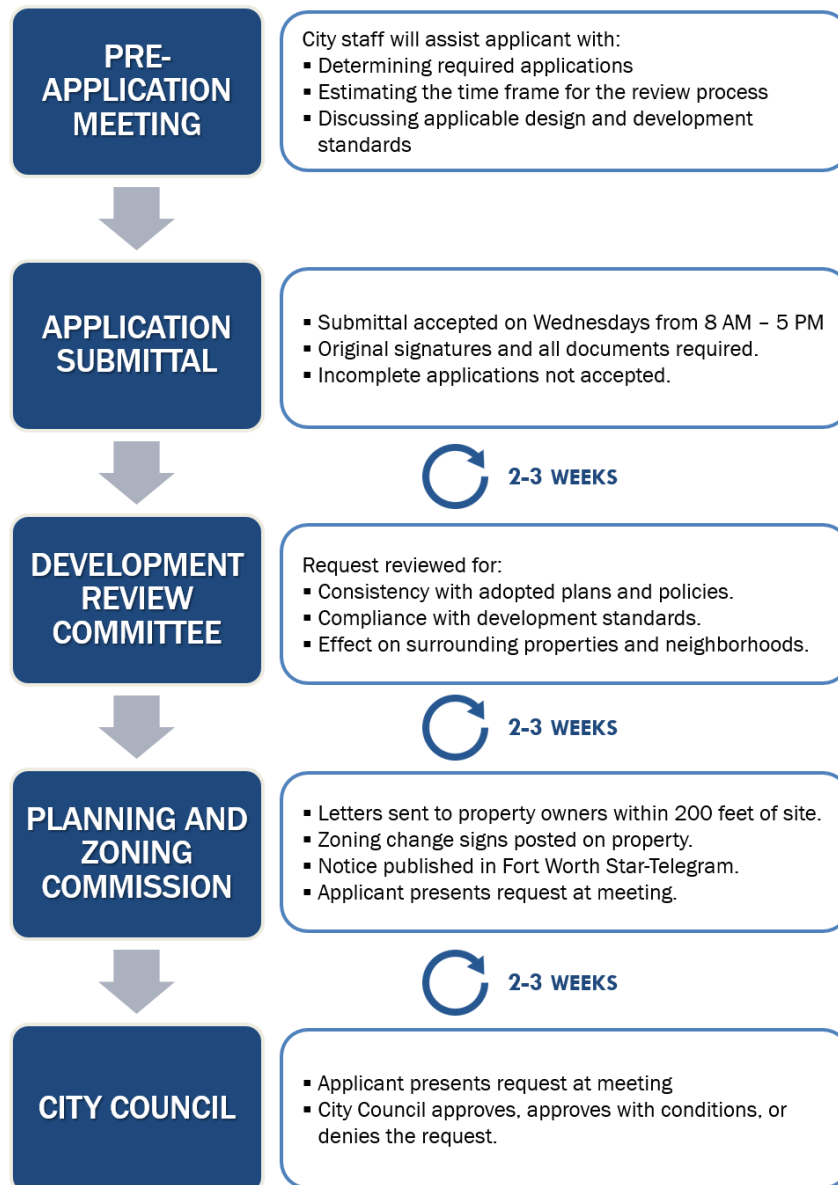 PRE-
APPLICATION
MEETING
City staff will assist applicant with:
▪ Determining required applications
▪ Estimating the time frame for the review process
▪ Discussing applicable design and development
standards
APPLICATION
SUBMITTAL
▪ Submittal accepted on Wednesdays from 8 AM – 5 PM
▪ Original signatures and all documents required.
▪ Incomplete applications not accepted.
2-3 WEEKS
DEVELOPMENT
REVIEW
COMMITTEE
Request reviewed for:
▪ Consistency with adopted plans and policies.
▪ Compliance with development standards.
▪ Effect on surrounding properties and neighborhoods.
2-3 WEEKS
PLANNING AND
ZONING
COMMISSION
▪ Letters sent to property owners within 200 feet of site.
▪ Zoning change signs posted on property.
▪ Notice published in Fort Worth Star-Telegram.
▪ Applicant presents request at meeting.
2-3 WEEKS
CITY COUNCIL
▪ Applicant presents request at meeting
▪ City Council approves, approves with conditions, or
denies the request.